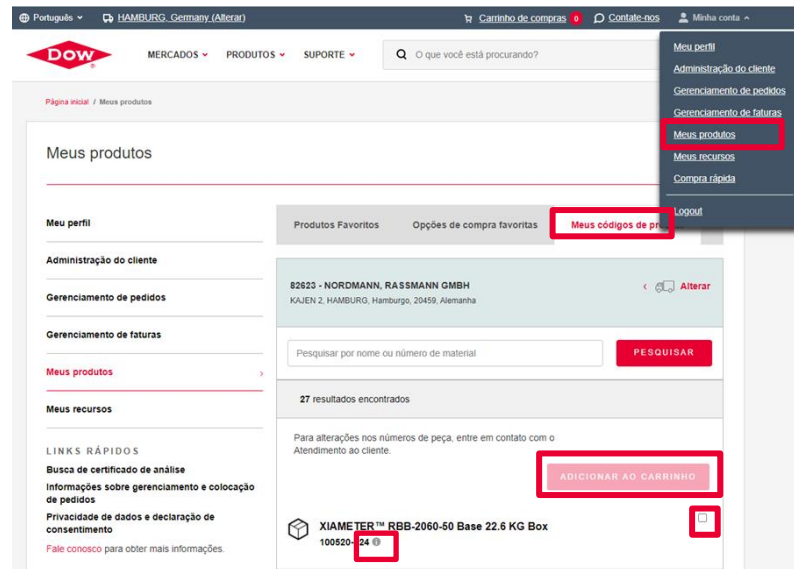 Português HAMBURG, Germany (Alterar) Carrinho de compras 0 Contate-nos Minha conta
DOW MERCADOS PRODUTOS SUPORTE O que você está procurando?
Meu perfil
Administração do cliente
Gerenciamento de pedidos
Gerenciamento de faturas
Meus produtos
Meus recursos
Compra rápida
Logout
Página inicial / Meus produtos
Meus produtos
Meu perfil
Administração do cliente
Gerenciamento de pedidos
Gerenciamento de faturas
Meus produtos
Meus recursos
LINKS RÁPIDOS
Busca de certificado de análise
Informações sobre gerenciamento e colocação
de pedidos
Privacidade de dados e declaração de
consentimento
Fale conosco para obter mais informações.
Produtos Favoritos Opções de compra favoritas Meus códigos de
82623 - NORDMANN, RASSMANN GMBH
KAJEN 2, HAMBURG, Hamburgo, 20459, Alemanha
Alterar
Pesquisar por nome ou número de material PESQUISAR
27 resultados encontrados
Para alterações nos números de peça, entre em contato com o
Atendimento ao cliente.
ADICIONAR AO CARRINHO
XIAMETER™ RBB-2060-50 Base 22.6 KG Box